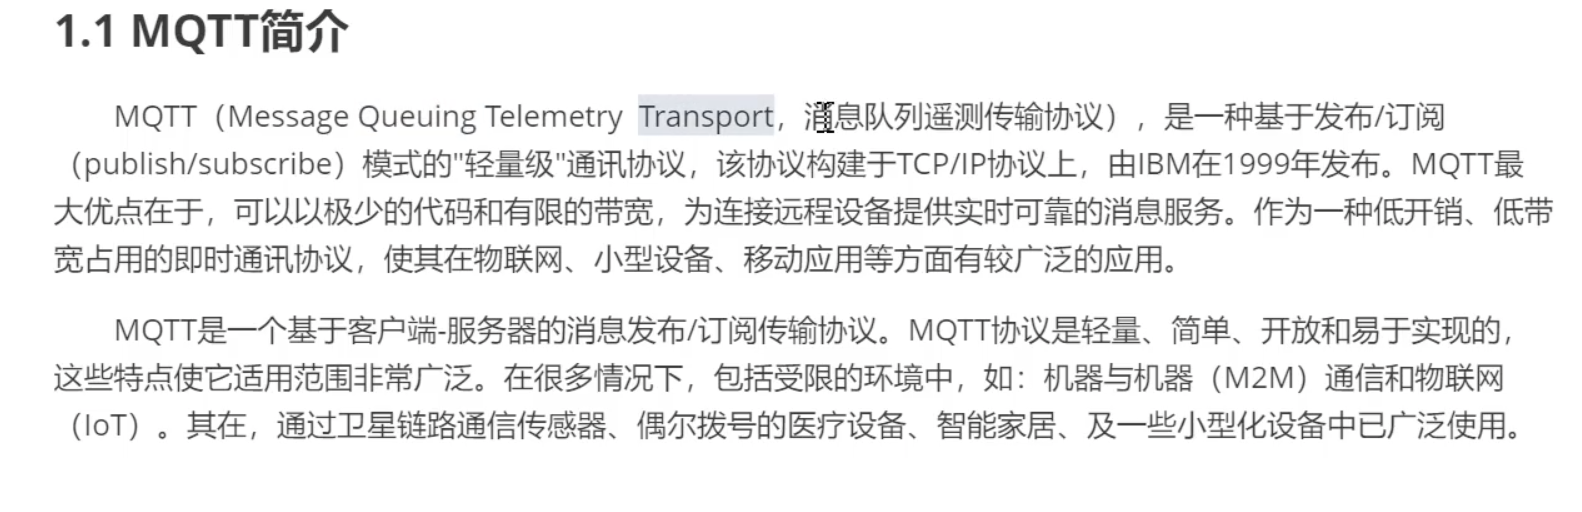 1.1 MQTT简介
MQTT（Message Queuing Telemetry Transport，消息队列遥测传输协议），是一种基于发布/订阅
（publish/subscribe）模式的"轻量级"通讯协议，该协议构建于TCP/IP协议上，由IBM在1999年发布。MQTT最
大优点在于，可以以极少的代码和有限的带宽，为连接远程设备提供实时可靠的消息服务。作为一种低开销、低带
宽占用的即时通讯协议，使其在物联网、小型设备、移动应用等方面有较广泛的应用。
MQTT是一个基于客户端-服务器的消息发布/订阅传输协议。MQTT协议是轻量、简单、开放和易于实现的，
这些特点使它适用范围非常广泛。在很多情况下，包括受限的环境中，如：机器与机器（M2M）通信和物联网
（IoT）。其在，通过卫星链路通信传感器、偶尔拨号的医疗设备、智能家居、及一些小型化设备中已广泛使用。